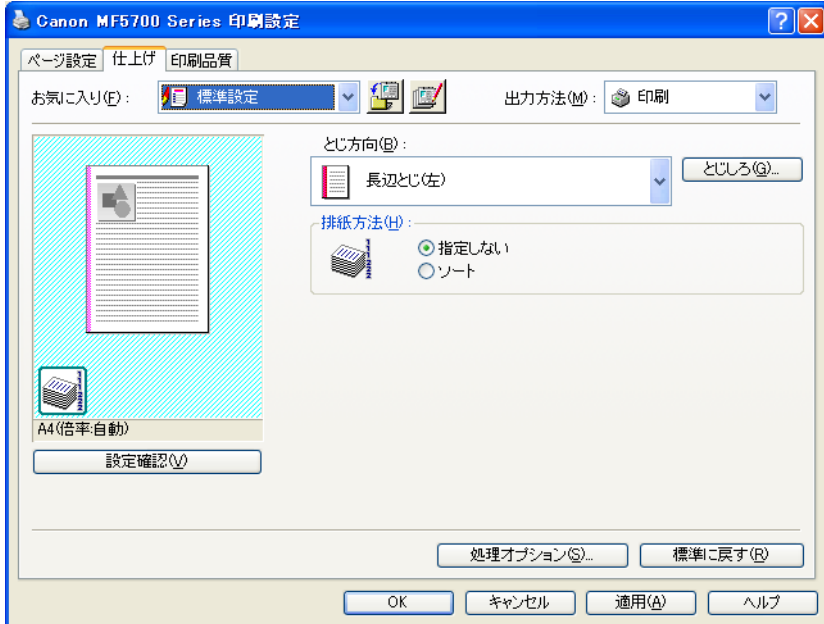 Canon MF5700 Series 印刷設定
ページ設定 仕上げ 印刷品質
お気に入り(F): 標準設定 出力方法(M): 印刷
とじ方向(B):
長辺とじ(左) とじしろ(G)...
排紙方法(H):
指定しない
ソート
A4(倍率:自動)
設定確認(V)
処理オプション(S)... 標準に戻す(R)
OK キャンセル 適用(A) ヘルプ